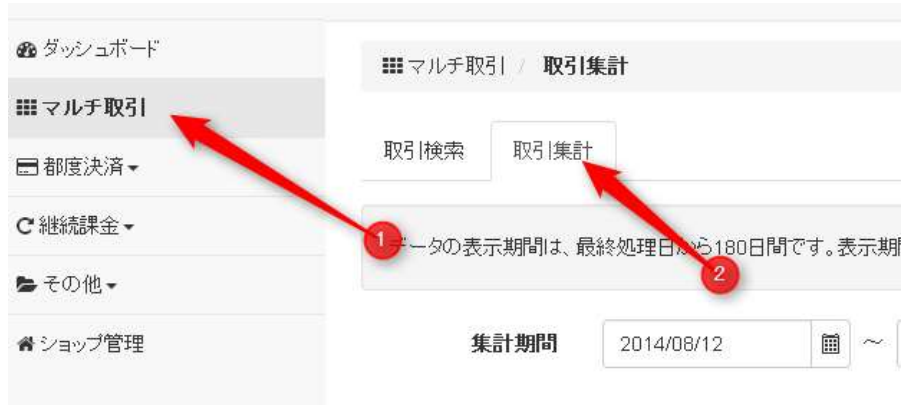 ダッシュボード
マルチ取引
都度決済
継続課金
その他
ショップ管理
マルチ取引 / 取引集計
取引検索 取引集計
1
データの表示期間は、最終処理日から180日間です。表示期
2
集計期間 2014/08/12 ～